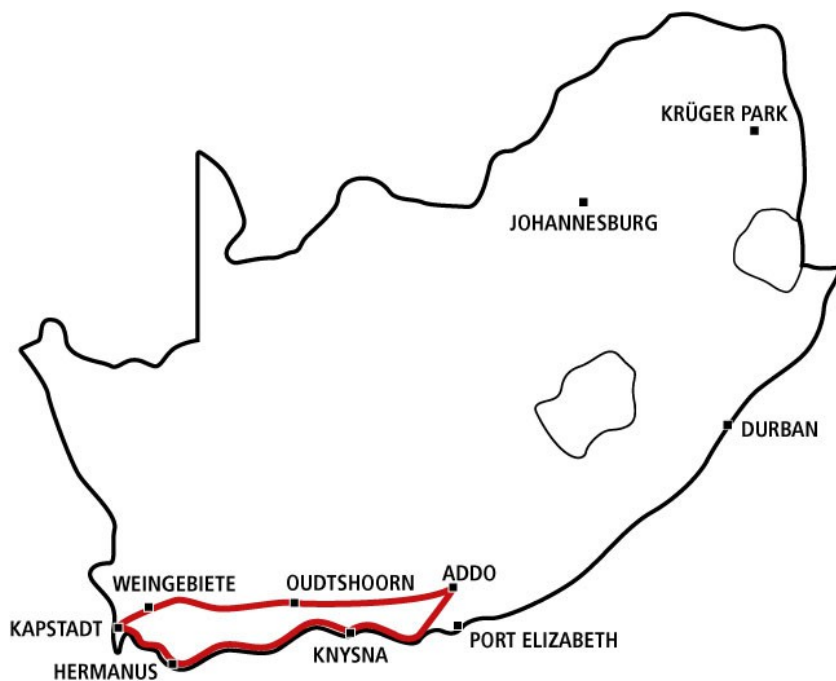 KRÜGER PARK
JOHANNESBURG
DURBAN
ADDO
WEINGEBIETE
OUDTSHOORN
KAPSTADT
PORT ELIZABETH
KNYSNA
HERMANUS